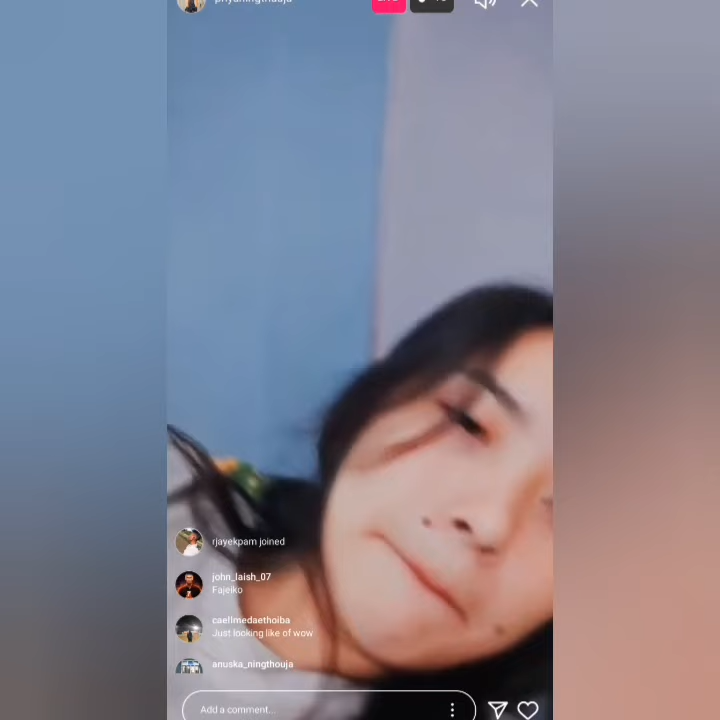 rjayekpam joined
john_laish_07
Fajeiko
caellmedaethoiba
Just looking like of wow
anuska_ningthouja
Add a comment...